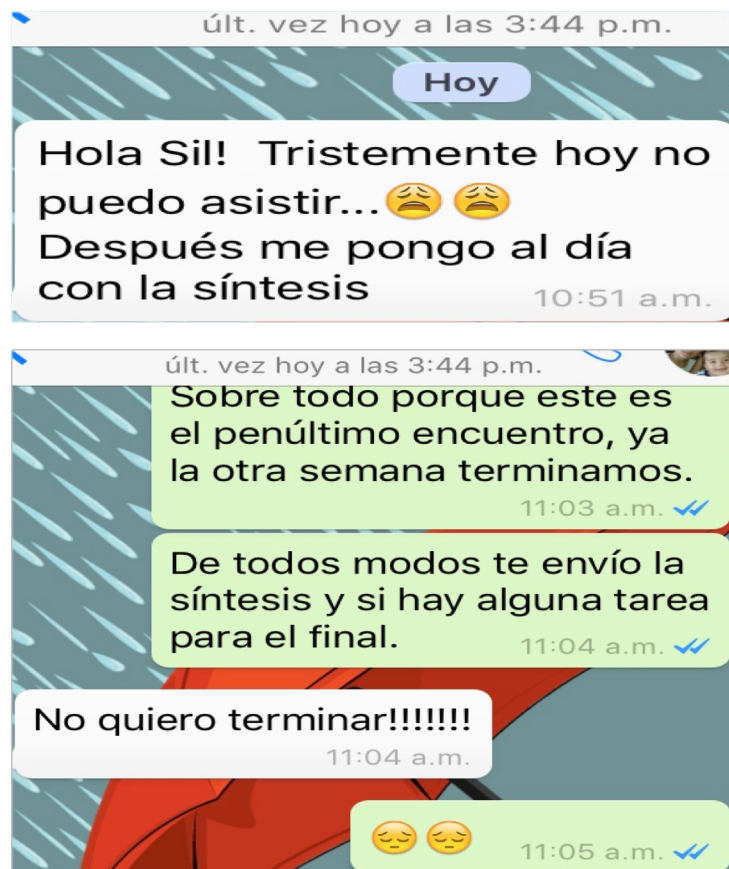 últ. vez hoy a las 3:44 p.m.
Hoy
Hola Sil!  Tristemente hoy no
puedo asistir...😩 😩
Después me pongo al día
con la síntesis
10:51 a.m.
últ. vez hoy a las 3:44 p.m.
Sobre todo porque este es
el penúltimo encuentro, ya
la otra semana terminamos.
11:03 a.m.
De todos modos te envío la
síntesis y si hay alguna tarea
para el final.
11:04 a.m.
No quiero terminar!!!!!!!
11:04 a.m.
😔 😔
11:05 a.m.